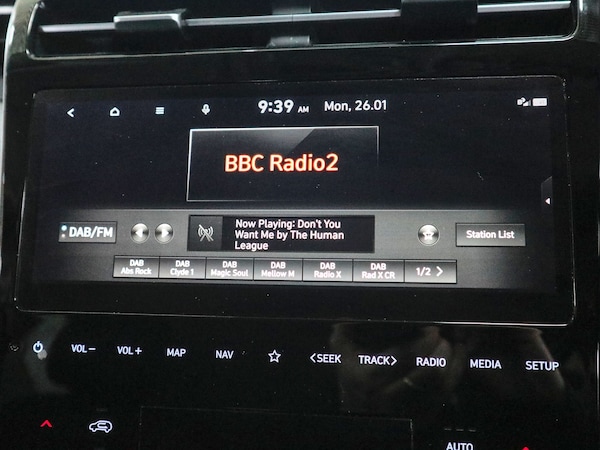 9:39 AM Mon, 26.01
BBC Radio2
DAB/FM
Now Playing: Don't You
Want Me by The Human
League
Station List
DAB
Abs Rock
DAB
Clyde 1
DAB
Magic Soul
DAB
Mellow M
DAB
Radio X
DAB
Rad X CR
1/2 >
VOL− VOL+ MAP NAV <SEEK TRACK> RADIO MEDIA SETUP
AUTO